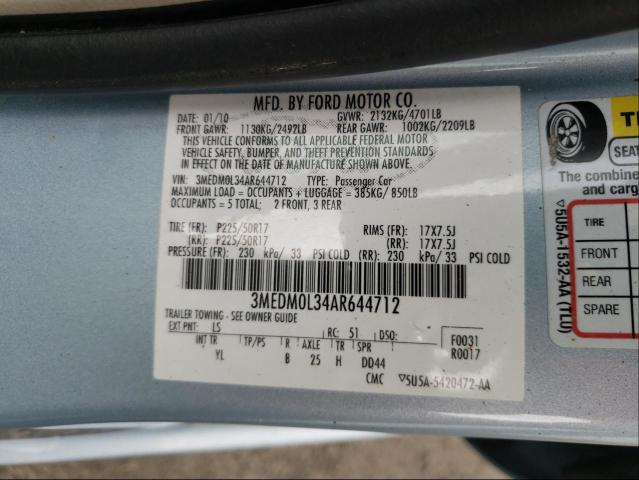 MFD. BY FORD MOTOR CO.
DATE: 01/10 GVWR: 2132KG/4701LB
FRONT GAWR: 1130KG/2492LB REAR GAWR: 1002KG/2209LB
THIS VEHICLE CONFORMS TO ALL APPLICABLE FEDERAL MOTOR
VEHICLE SAFETY, BUMPER, AND THEFT PREVENTION STANDARDS
IN EFFECT ON THE DATE OF MANUFACTURE SHOWN ABOVE.
VIN: 3MEDM0L34AR644712 TYPE: Passenger Car
MAXIMUM LOAD = OCCUPANTS + LUGGAGE = 385KG/ 850LB
OCCUPANTS = 5 TOTAL: 2 FRONT, 3 REAR
TIRE (FR): P225/50R17 RIMS (FR): 17X7.5J
(RR): P225/50R17 (RR): 17X7.5J
PRESSURE (FR): 230 kPa/ 33 PSI COLD (RR): 230 kPa/ 33 PSI COLD
3MEDM0L34AR644712
TRAILER TOWING - SEE OWNER GUIDE
EXT PNT: LS RC: 51 DSO: F0031
INT TR TP/PS R AXLE TR SPR R0017
YL B 25 H DD44
CMC ▽5U5A-5420472-AA
▽5U5A-1532-AA (TLU)
SEAT
The combine
and carg
TIRE
FRONT
REAR
SPARE